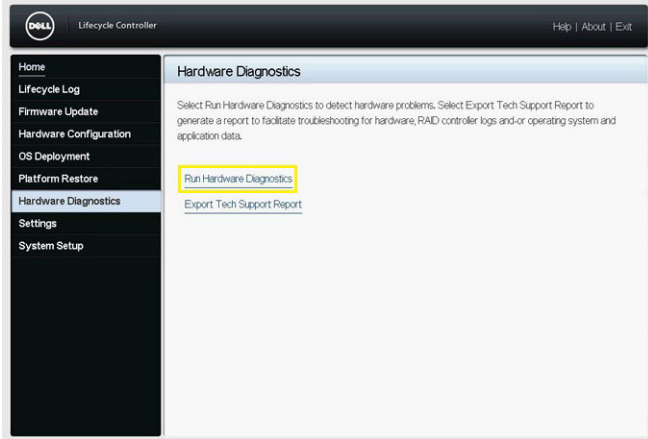 DELL
Lifecycle Controller
Help | About | Exit
Home
Lifecycle Log
Firmware Update
Hardware Configuration
OS Deployment
Platform Restore
Hardware Diagnostics
Settings
System Setup
Hardware Diagnostics
Select Run Hardware Diagnostics to detect hardware problems. Select Export Tech Support Report to
generate a report to facilitate troubleshooting for hardware, RAID controller logs and-or operating system and
application data.
Run Hardware Diagnostics
Export Tech Support Report